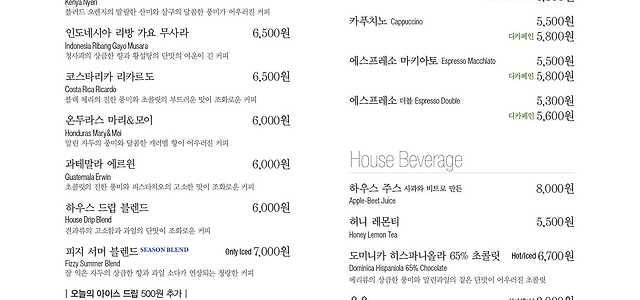 Kenya Nyeri
블러드 오렌지의 발랄한 산미와 살구의 달콤한 풍미가 어우러진 커피
인도네시아 리방 가요 무사라 6,500원
Indonesia Ribang Gayo Musara
청사과의 상큼한 향과 황설탕의 단맛의 여운이 긴 커피
코스타리카 리카르도 6,500원
Costa Rica Ricardo
블랙 체리의 진한 풍미와 초콜릿의 부드러운 맛이 조화로운 커피
온두라스 마리&모이 6,000원
Honduras Mary&Moi
말린 자두의 풍미와 달콤한 캐러멜 향이 어우러진 커피
과테말라 에르윈 6,000원
Guatemala Erwin
초콜릿의 진한 풍미와 피스타치오의 고소한 맛이 조화로운 커피
하우스 드립 블렌드 6,000원
House Drip Blend
견과류의 고소함과 과일의 단맛이 조화로운 커피
피지 서머 블렌드 SEASON BLEND Only Iced 7,000원
Fizzy Summer Blend
잘 익은 자두의 상큼한 향과 과일 소다가 연상되는 청량한 커피
| 오늘의 아이스 드립 500원 추가 |
카푸치노 Cappuccino 5,500원
디카페인 5,800원
에스프레소 마키아토 Espresso Macchiato 5,500원
디카페인 5,800원
에스프레소 더블 Espresso Double 5,300원
디카페인 5,600원
House Beverage
하우스 주스 사과와 비트로 만든 8,000원
Apple-Beet Juice
허니 레몬티 5,500원
Honey Lemon Tea
도미니카 히스파니올라 65% 초콜릿 Hot/Iced 6,700원
Dominica Hispaniola 65% Chocolate
베리류의 상큼한 풍미와 말린과일의 짙은 단맛이 어우러진 초콜릿